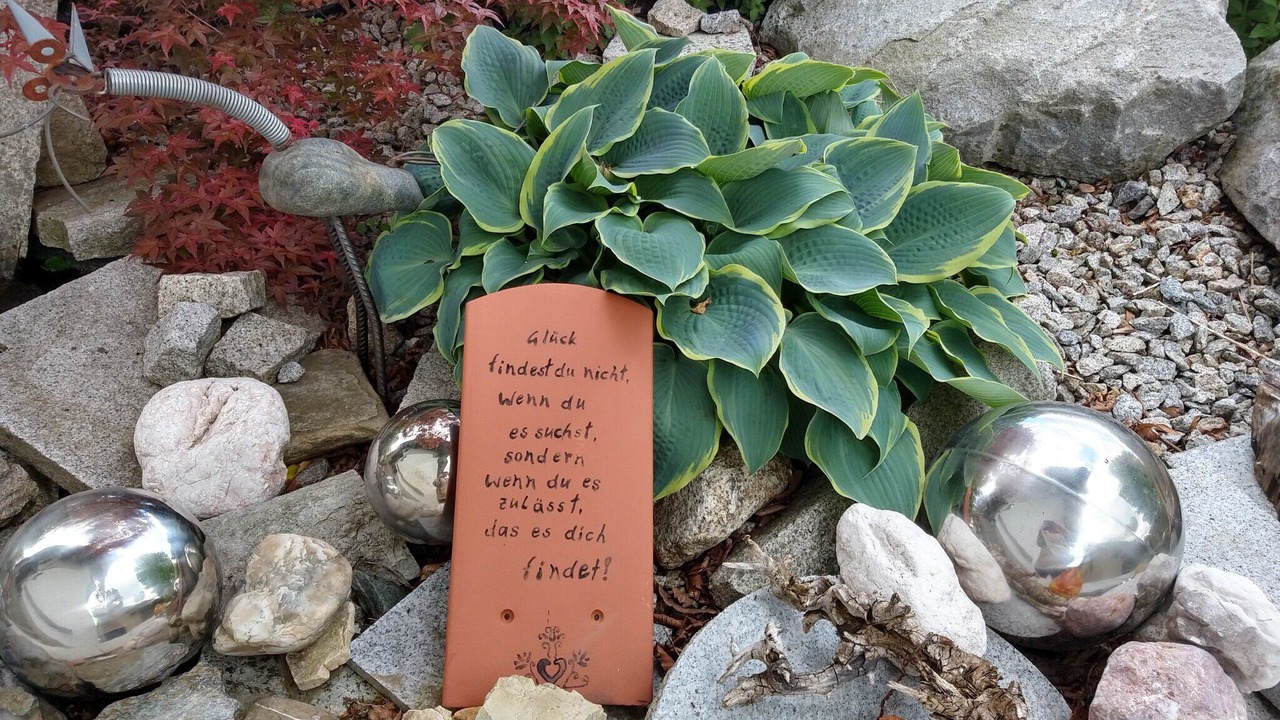 Glück
findest du nicht,
wenn du
es suchst,
sondern
wenn du es
zulässt,
das es dich
findet!